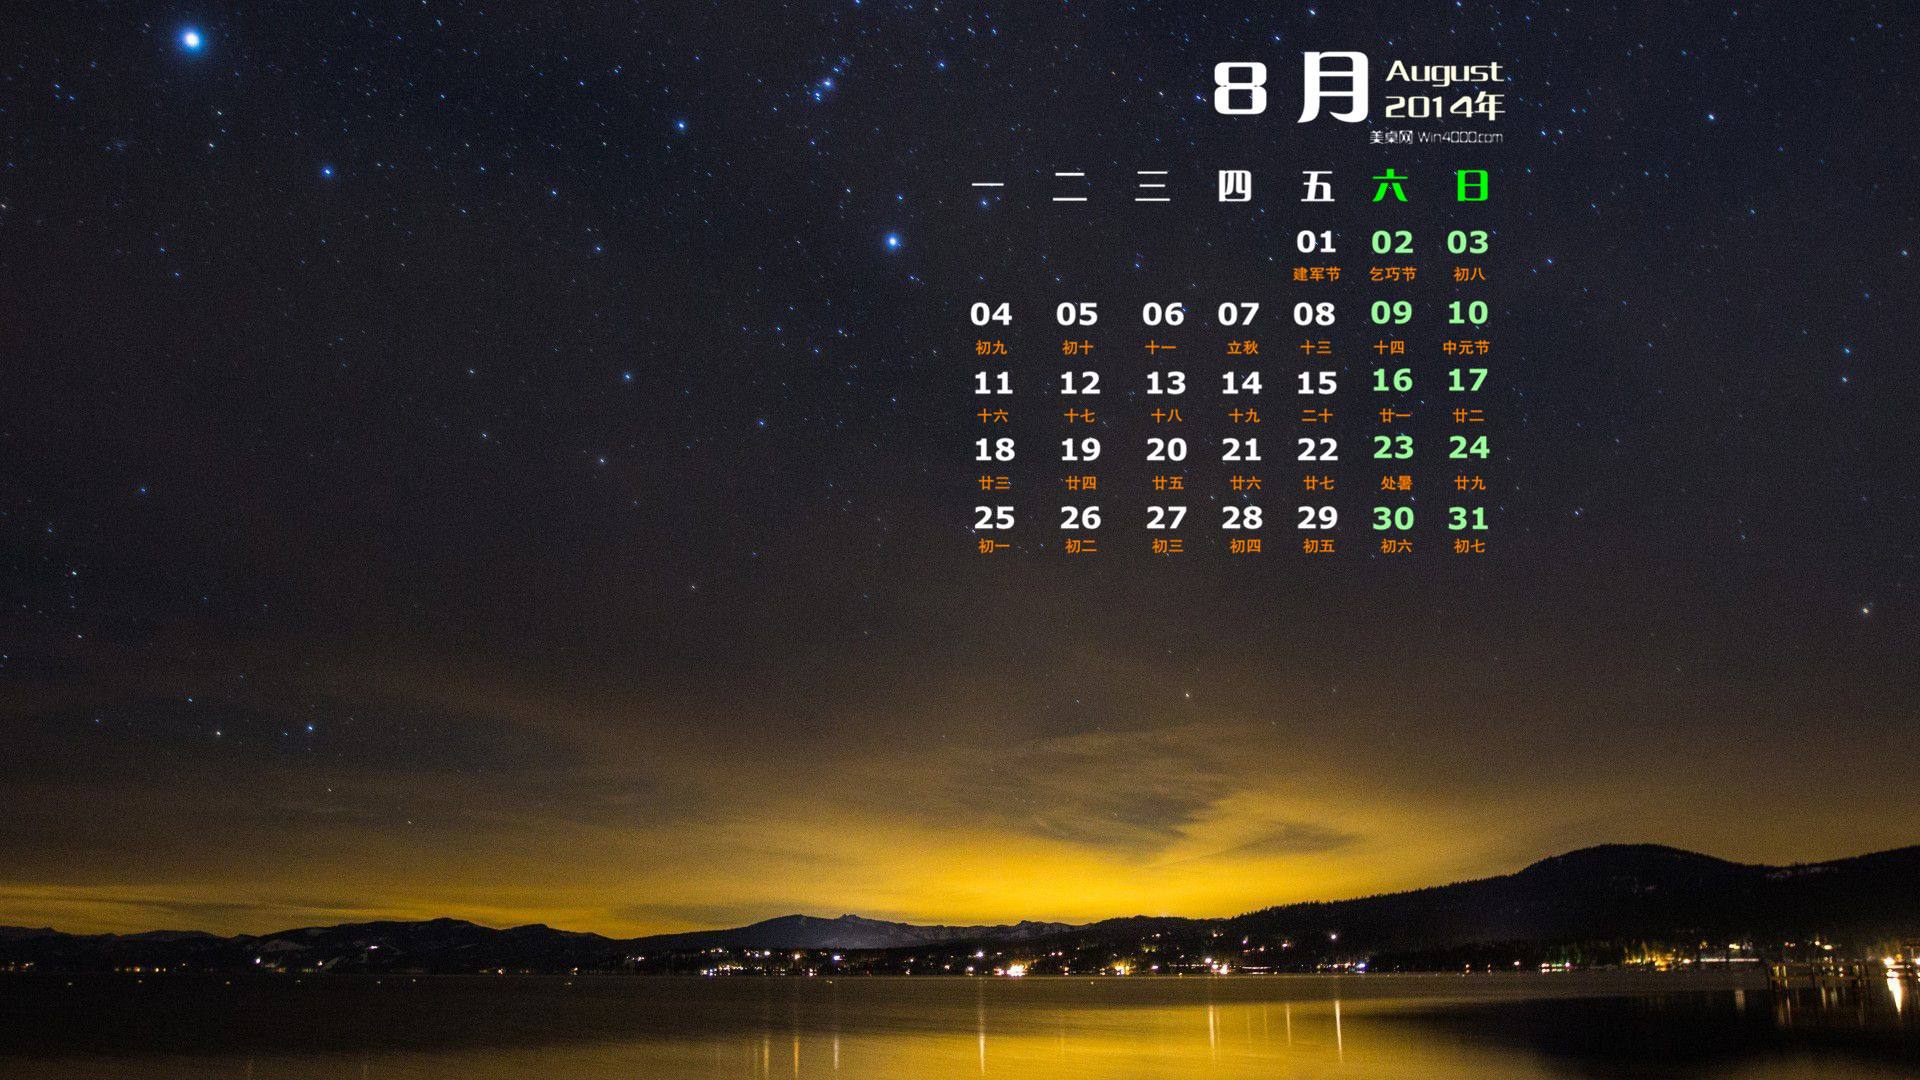 8月 August
2014年
美桌网 Win4000.com
一 二 三 四 五 六 日
01 02 03
建军节 乞巧节 初八
04 05 06 07 08 09 10
初九 初十 十一 立秋 十三 十四 中元节
11 12 13 14 15 16 17
十六 十七 十八 十九 二十 廿一 廿二
18 19 20 21 22 23 24
廿三 廿四 廿五 廿六 廿七 处暑 廿九
25 26 27 28 29 30 31
初一 初二 初三 初四 初五 初六 初七